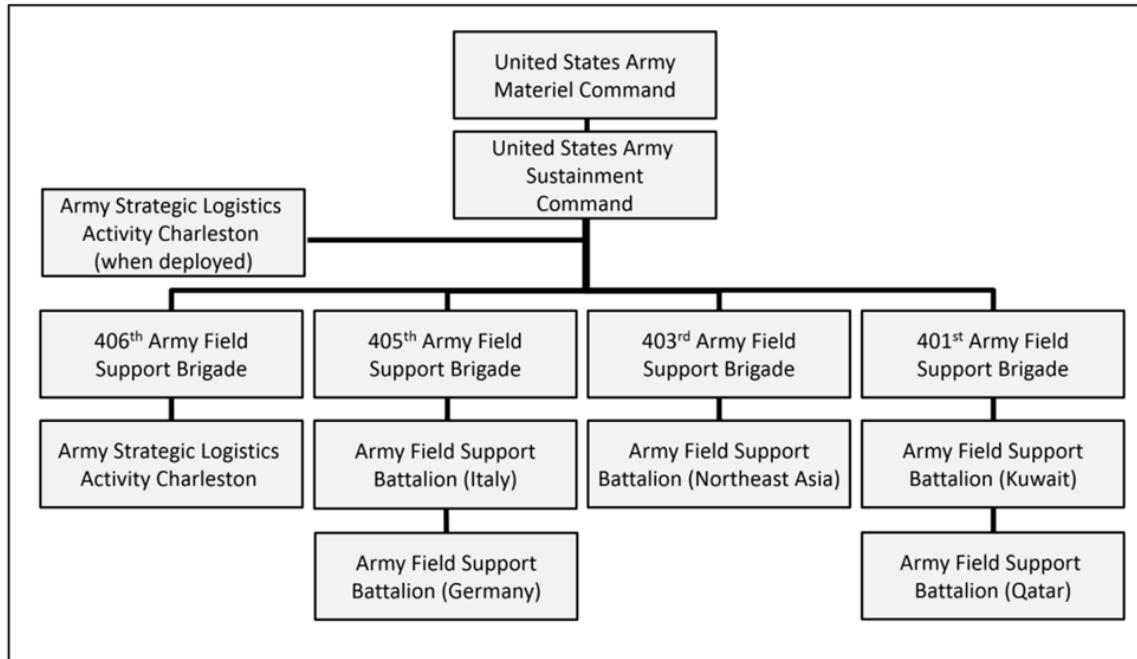 United States Army
Materiel Command
United States Army
Sustainment
Command
Army Strategic Logistics
Activity Charleston
(when deployed)
406th Army Field
Support Brigade
405th Army Field
Support Brigade
403rd Army Field
Support Brigade
401st Army Field
Support Brigade
Army Strategic Logistics
Activity Charleston
Army Field Support
Battalion (Italy)
Army Field Support
Battalion (Northeast Asia)
Army Field Support
Battalion (Kuwait)
Army Field Support
Battalion (Germany)
Army Field Support
Battalion (Qatar)